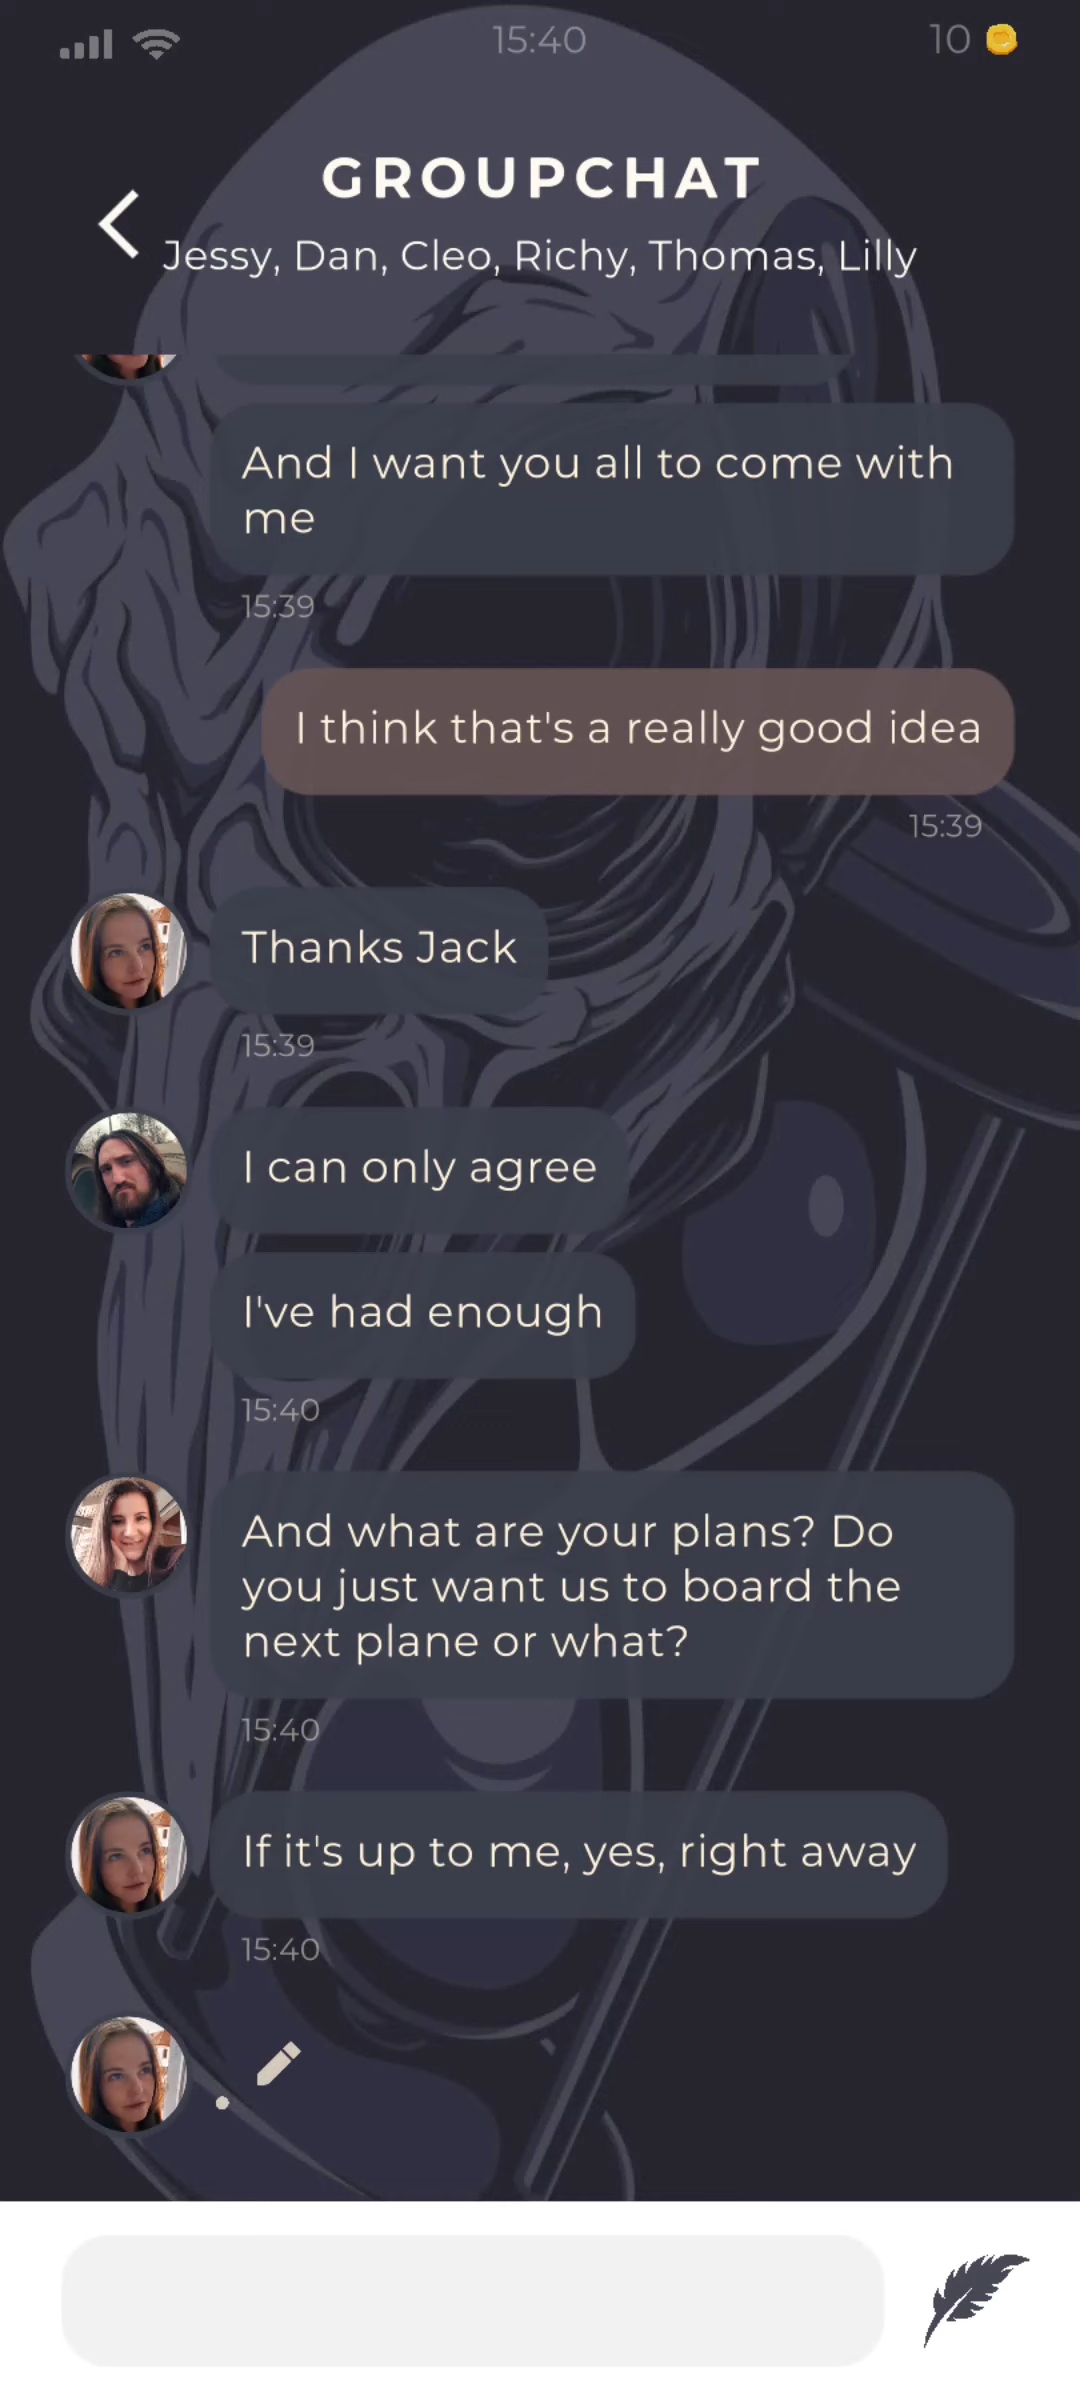 15:40
10
GROUPCHAT
Jessy, Dan, Cleo, Richy, Thomas, Lilly
And I want you all to come with
me
15:39
I think that's a really good idea
15:39
Thanks Jack
15:39
I can only agree
I've had enough
15:40
And what are your plans? Do
you just want us to board the
next plane or what?
15:40
If it's up to me, yes, right away
15:40